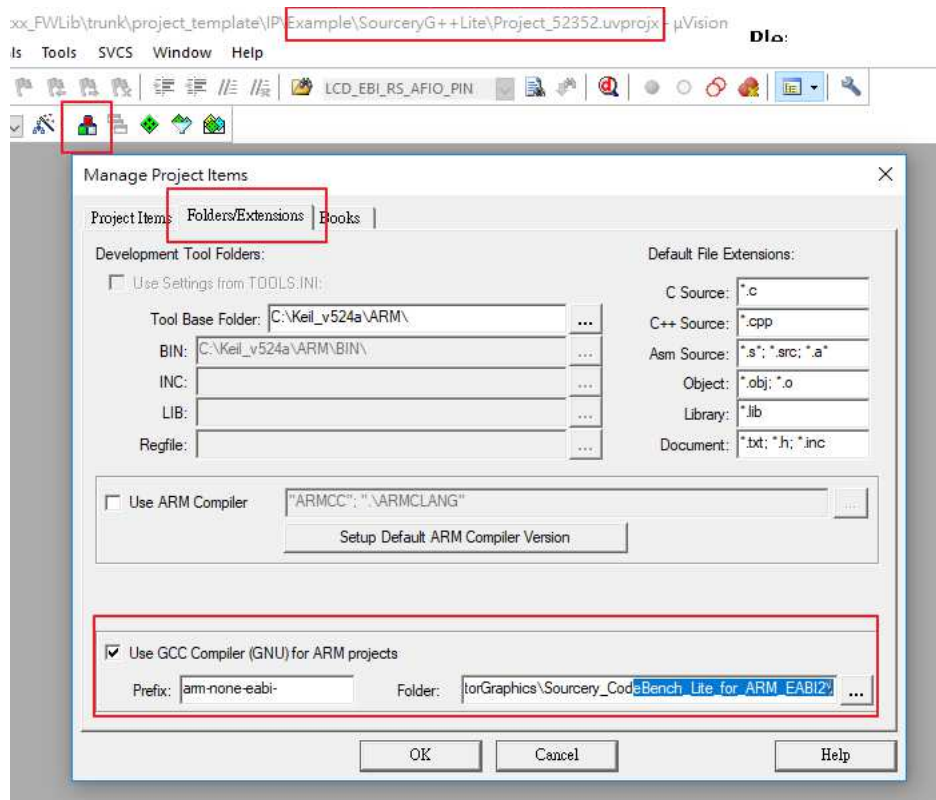 xx_FWLib\trunk\project_template\IP\Example\SourceryG++Lite\Project_52352.uvprojx - µVision
ls Tools SVCS Window Help
LCD_EBI_RS_AFIO_PIN
Manage Project Items
Project Items Folders/Extensions Books
Development Tool Folders: Default File Extensions:
Use Settings from TOOLS.INI:
C Source: *.c
Tool Base Folder: C:\Keil_v524a\ARM\ ...
C++ Source: *.cpp
BIN: C:\Keil_v524a\ARM\BIN\ ...
Asm Source: *.s*; *.src; *.a*
INC: ...
Object: *.obj; *.o
LIB: ...
Library: *.lib
Regfile: ...
Document: *.txt; *.h; *.inc
Use ARM Compiler "ARMCC"; ".\ARMCLANG" ...
Setup Default ARM Compiler Version
Use GCC Compiler (GNU) for ARM projects
Prefix: arm-none-eabi- Folder: torGraphics\Sourcery_CodeBench_Lite_for_ARM_EABI2\ ...
OK Cancel Help